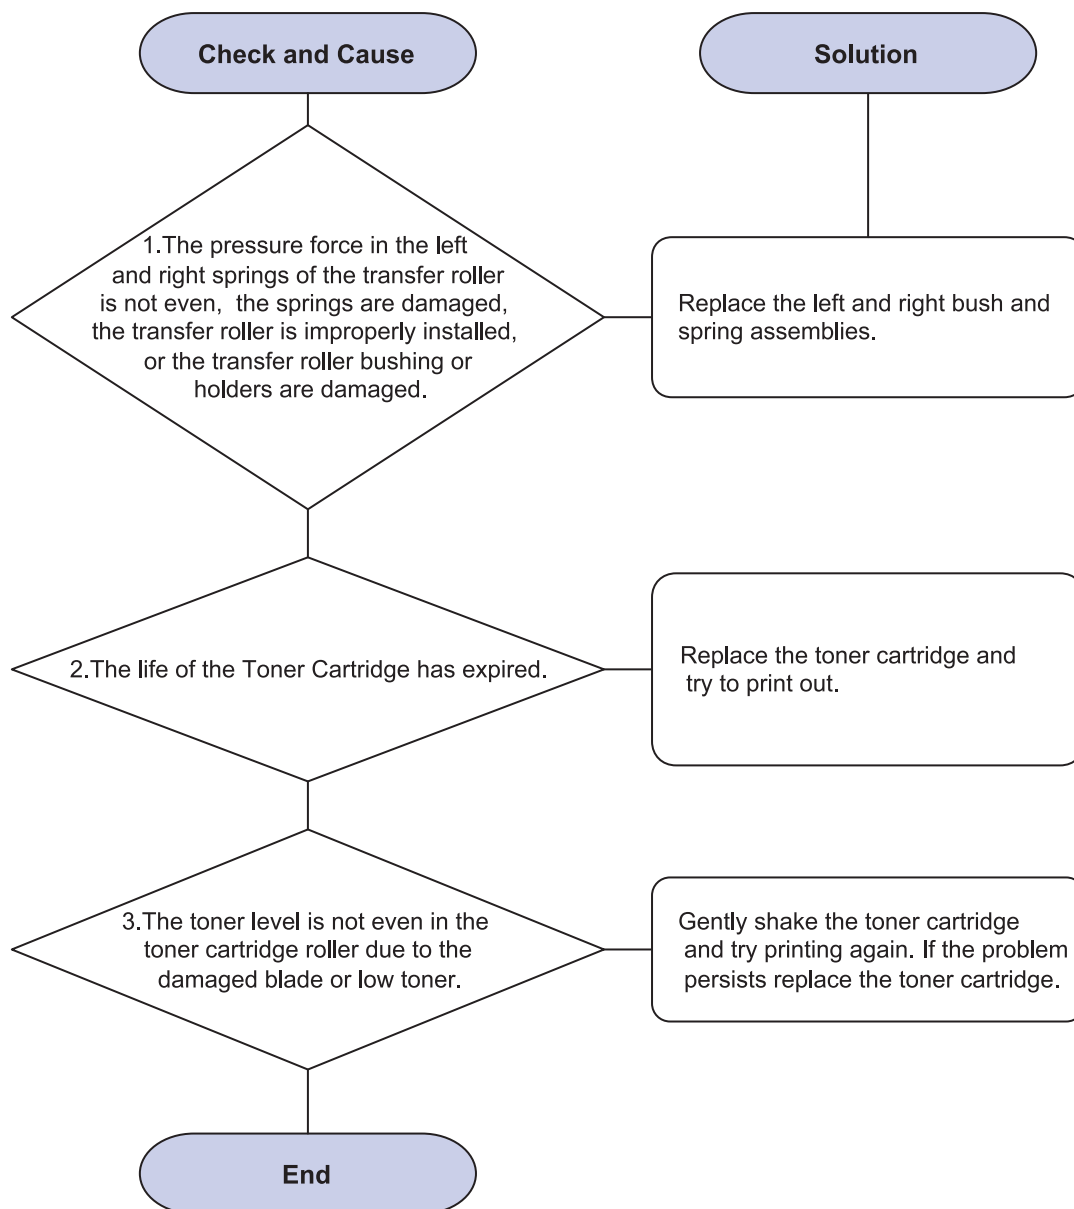 Check and Cause
Solution
1.The pressure force in the left
and right springs of the transfer roller
is not even, the springs are damaged,
the transfer roller is improperly installed,
or the transfer roller bushing or
holders are damaged.
Replace the left and right bush and
spring assemblies.
2.The life of the Toner Cartridge has expired.
Replace the toner cartridge and
try to print out.
3.The toner level is not even in the
toner cartridge roller due to the
damaged blade or low toner.
Gently shake the toner cartridge
and try printing again. If the problem
persists replace the toner cartridge.
End